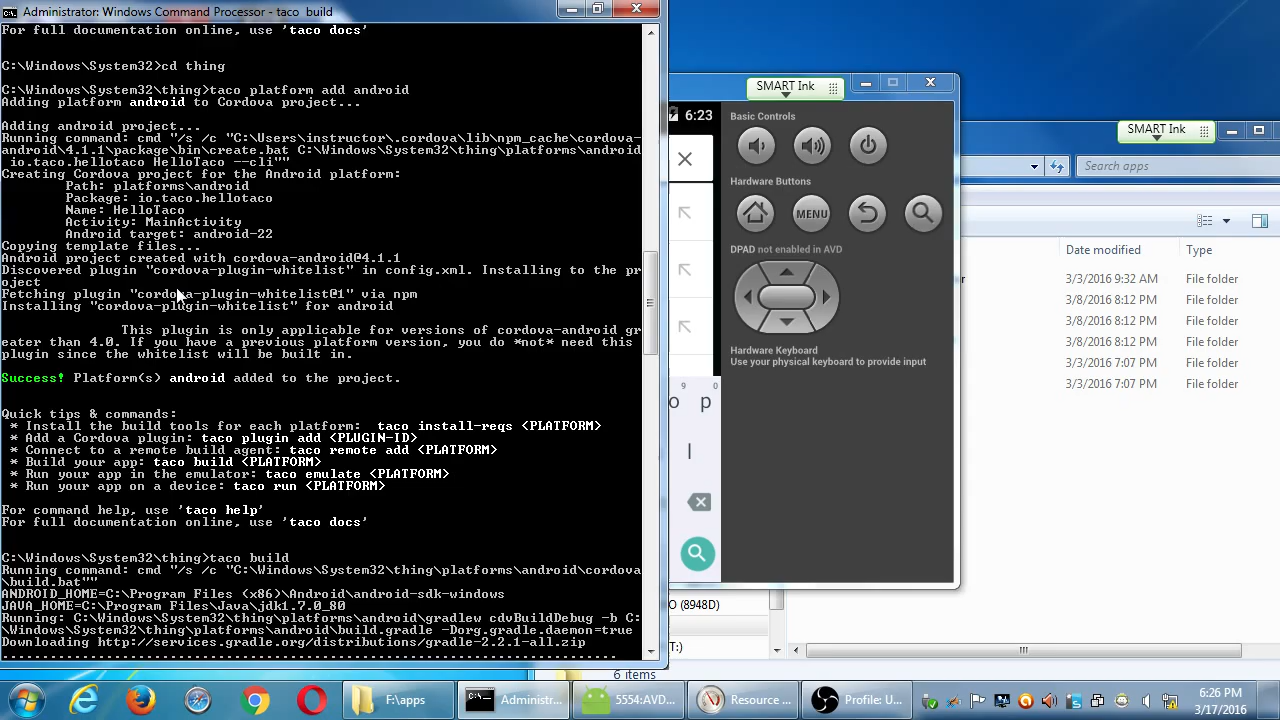 Administrator: Windows Command Processor - taco build
For full documentation online, use 'taco docs'
C:\Windows\System32>cd thing
C:\Windows\System32\thing>taco platform add android
Adding platform android to Cordova project...
Adding android project...
Running command: cmd "/s /c "C:\Users\instructor\.cordova\lib\npm_cache\cordova-
android\4.1.1\package\bin\create.bat C:\Windows\System32\thing\platforms\android
io.taco.hellotaco HelloTaco --cli""
Creating Cordova project for the Android platform:
Path: platforms\android
Package: io.taco.hellotaco
Name: HelloTaco
Activity: MainActivity
Android target: android-22
Copying template files...
Android project created with cordova-android@4.1.1
Discovered plugin "cordova-plugin-whitelist" in config.xml. Installing to the pr
oject
Fetching plugin "cordova-plugin-whitelist@1" via npm
Installing "cordova-plugin-whitelist" for android
This plugin is only applicable for versions of cordova-android gr
eater than 4.0. If you have a previous platform version, you do *not* need this
plugin since the whitelist will be built in.
Success! Platform(s) android added to the project.
Quick tips & commands:
* Install the build tools for each platform: taco install-reqs <PLATFORM>
* Add a Cordova plugin: taco plugin add <PLUGIN-ID>
* Connect to a remote build agent: taco remote add <PLATFORM>
* Build your app: taco build <PLATFORM>
* Run your app in the emulator: taco emulate <PLATFORM>
* Run your app on a device: taco run <PLATFORM>
For command help, use 'taco help'
For full documentation online, use 'taco docs'
C:\Windows\System32\thing>taco build
Running command: cmd "/s /c "C:\Windows\System32\thing\platforms\android\cordova
\build.bat""
ANDROID_HOME=C:\Program Files (x86)\Android\android-sdk-windows
JAVA_HOME=C:\Program Files\Java\jdk1.7.0_80
Running: C:\Windows\System32\thing\platforms\android\gradlew cdvBuildDebug -b C:
\Windows\System32\thing\platforms\android\build.gradle -Dorg.gradle.daemon=true
Downloading http://services.gradle.org/distributions/gradle-2.2.1-all.zip
SMART Ink
6:23
9 0
o p
l
Basic Controls
Hardware Buttons
MENU
DPAD not enabled in AVD
Hardware Keyboard
Use your physical keyboard to provide input
SMART Ink
Search apps
Date modified Type
3/3/2016 9:32 AM File folder
3/8/2016 8:12 PM File folder
3/8/2016 8:12 PM File folder
3/8/2016 8:12 PM File folder
3/3/2016 7:07 PM File folder
3/3/2016 7:07 PM File folder
O (8948D)
T:)
6 items
F:\apps
Administr...
5554:AVD...
Resource ...
Profile: U...
6:26 PM
3/17/2016